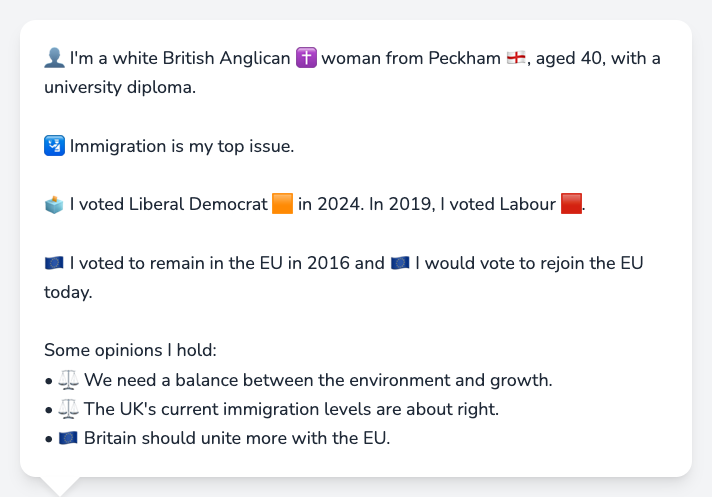 👤 I'm a white British Anglican ✝️ woman from Peckham 🏴󠁧󠁢󠁥󠁮󠁧󠁿, aged 40, with a
university diploma.
🛂 Immigration is my top issue.
🗳️ I voted Liberal Democrat 🟧 in 2024. In 2019, I voted Labour 🟥.
🇪🇺 I voted to remain in the EU in 2016 and 🇪🇺 I would vote to rejoin the EU
today.
Some opinions I hold:
• ⚖️ We need a balance between the environment and growth.
• ⚖️ The UK's current immigration levels are about right.
• 🇪🇺 Britain should unite more with the EU.